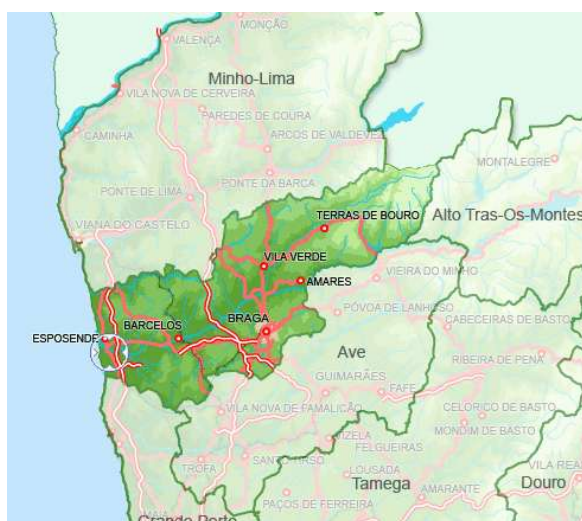 MONÇÃO
VALENÇA
Minho-Lima
VILA NOVA DE CERVEIRA
PAREDES DE COURA
CAMINHA
ARCOS DE VALDEVEZ
MONTALEGRE
PONTE DA BARCA
PONTE DE LIMA
VIANA DO CASTELO
TERRAS DE BOURO
Alto Tras-Os-Montes
VILA VERDE
VIEIRA DO MINHO
AMARES
PÓVOA DE LANHOSO
BRAGA
BARCELOS
CABECEIRAS DE BASTO
ESPOSENDE
Ave
RIBEIRA DE PENA
GUIMARÃES
FAFE
VILA NOVA DE FAMALICÃO
CELORICO DE BASTO
MONDIM DE BASTO
VIZELA
FELGUEIRAS
SANTO TIRSO
TROFA
LOUSADA
VILA REAL
Tamega
Douro
AMARANTE
PAÇOS DE FERREIRA
MAIA
Grande Porto